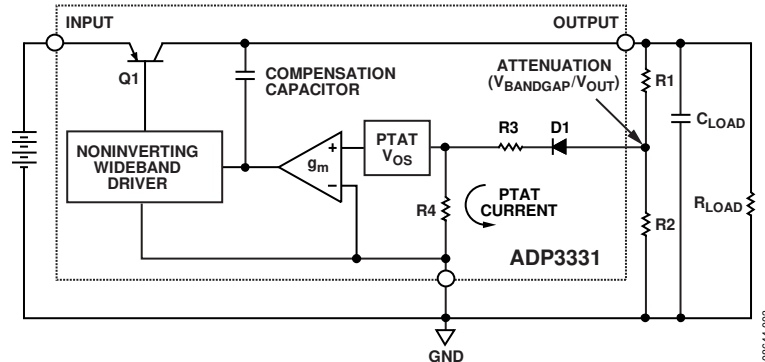 INPUT
OUTPUT
Q1
COMPENSATION
CAPACITOR
ATTENUATION
(VBANDGAP/VOUT)
R1
CLOAD
NONINVERTING
WIDEBAND
DRIVER
gm
+
–
PTAT
VOS
R3
D1
R4
PTAT
CURRENT
R2
RLOAD
ADP3331
GND